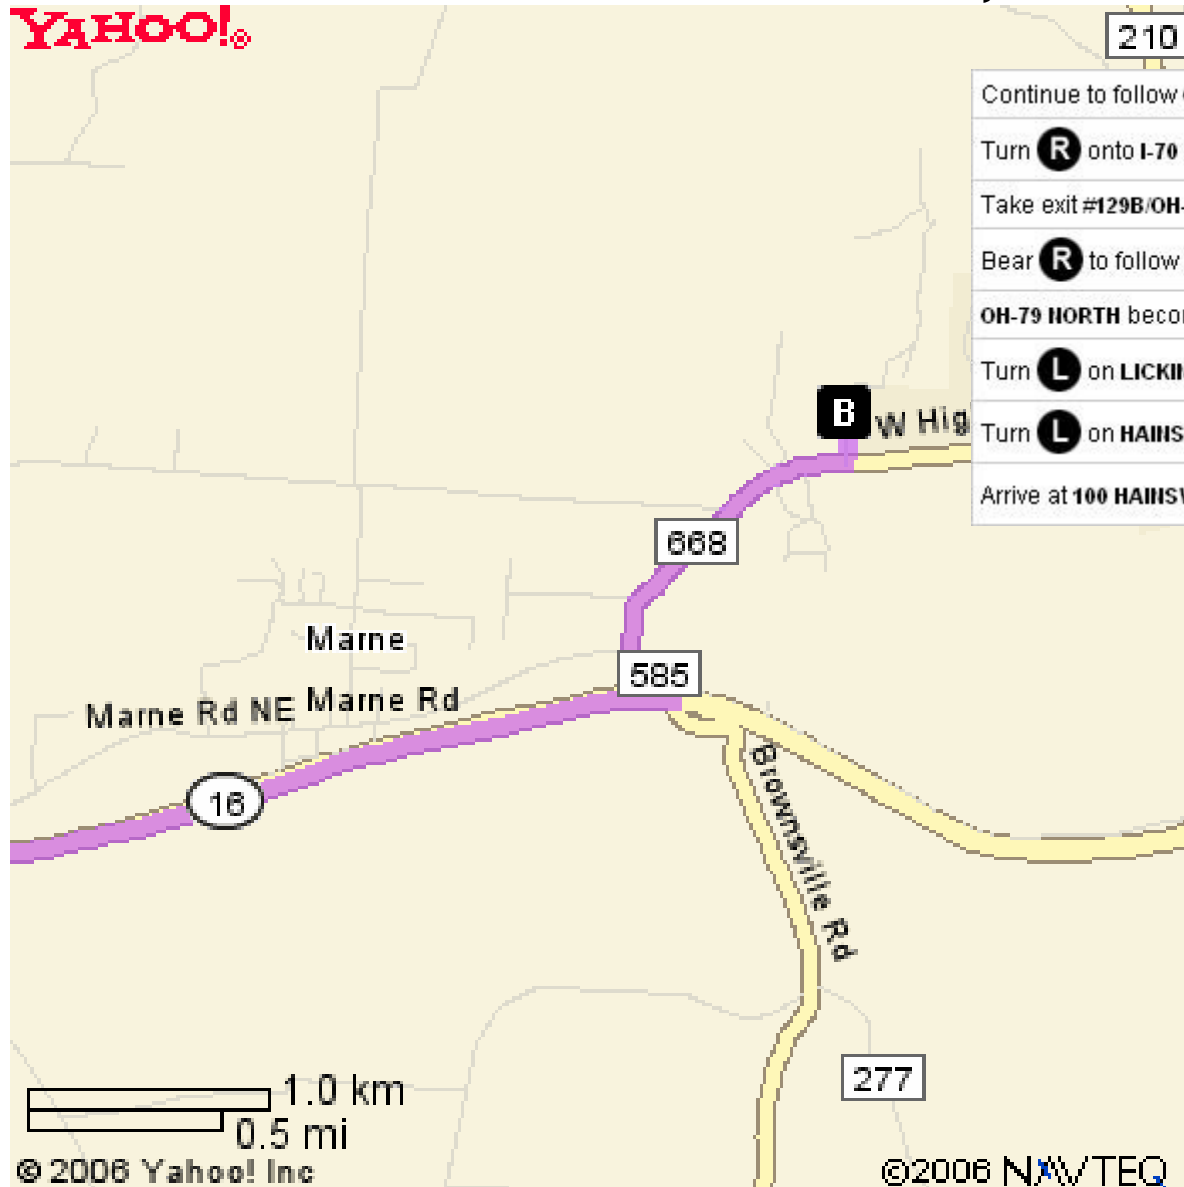 YAHOO!®
210
Continue to follow
Turn R onto I-70
Take exit #129B/OH-
Bear R to follow
OH-79 NORTH becor
Turn L on LICKIN
B
W Hig
Turn L on HAINS
Arrive at 100 HAINSV
668
Marne
585
Marne Rd NE
Marne Rd
16
Brownsville Rd
277
1.0 km
0.5 mi
© 2006 Yahoo! Inc
©2006 NAVTEQ